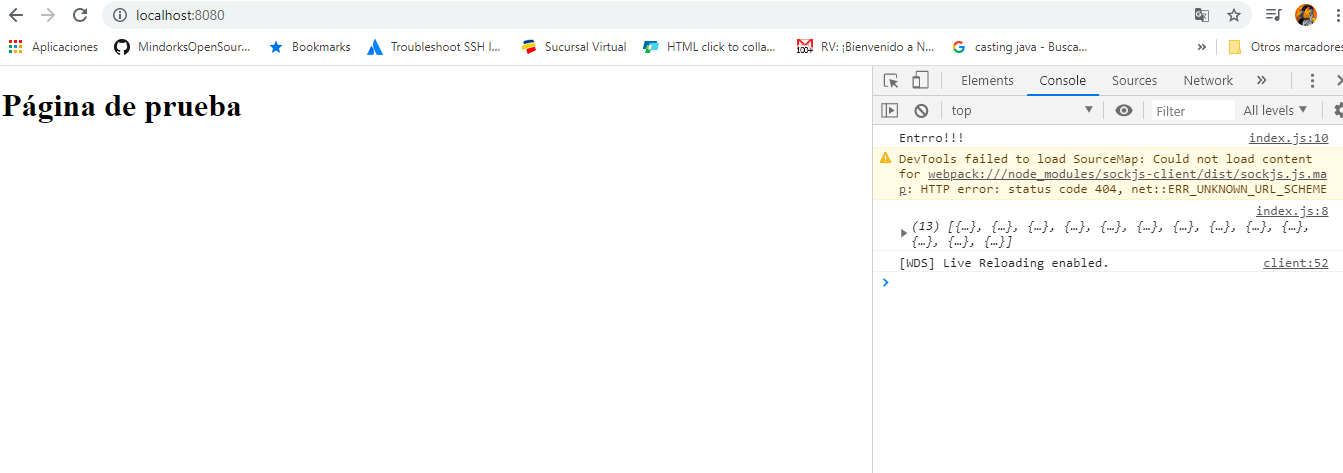 localhost:8080
Aplicaciones MindorksOpenSour... Bookmarks Troubleshoot SSH I... Sucursal Virtual HTML click to colla... 100+ RV: ¡Bienvenido a N... casting java - Busca... » Otros marcadores
Página de prueba
Elements Console Sources Network »
top Filter All levels
Entrro!!! index.js:10
DevTools failed to load SourceMap: Could not load content
for webpack:///node_modules/sockjs-client/dist/sockjs.js.ma
p: HTTP error: status code 404, net::ERR_UNKNOWN_URL_SCHEME
index.js:8
(13) [{…}, {…}, {…}, {…}, {…}, {…}, {…}, {…}, {…}, {…},
{…}, {…}, {…}]
[WDS] Live Reloading enabled. client:52